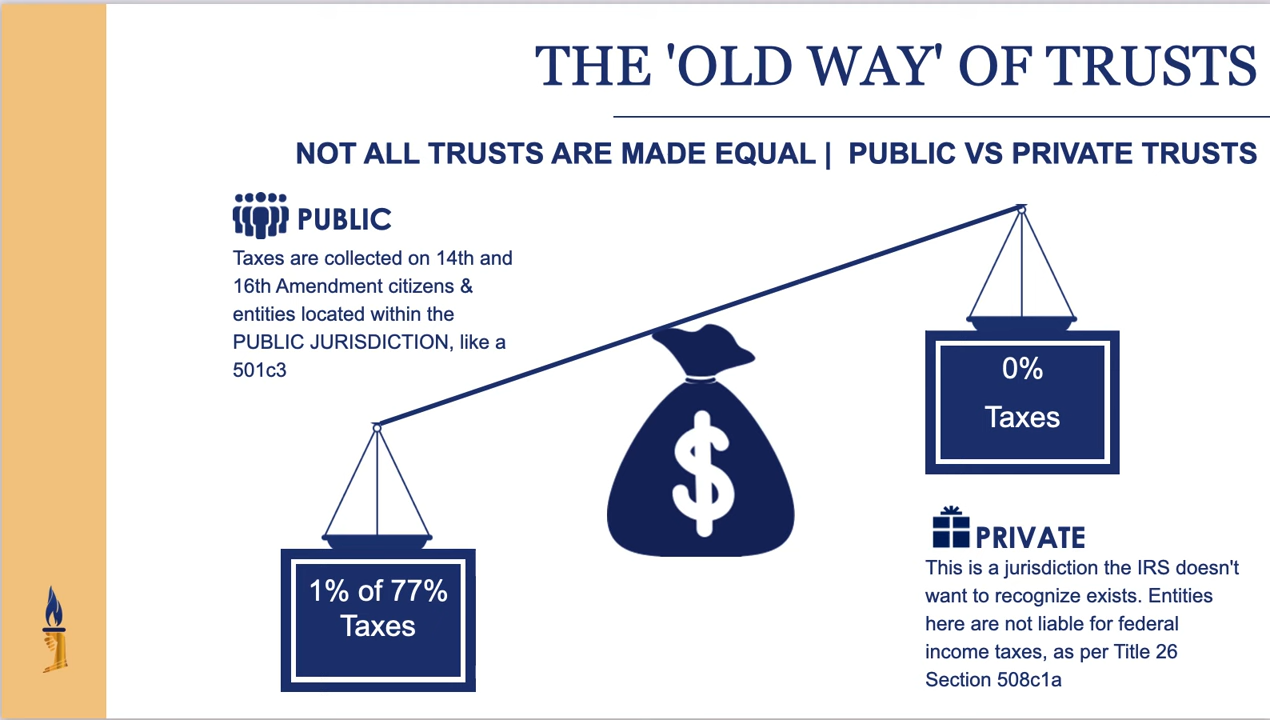 THE 'OLD WAY' OF TRUSTS
NOT ALL TRUSTS ARE MADE EQUAL | PUBLIC VS PRIVATE TRUSTS
PUBLIC
Taxes are collected on 14th and
16th Amendment citizens &
entities located within the
PUBLIC JURISDICTION, like a
501c3
$
1% of 77%
Taxes
0%
Taxes
PRIVATE
This is a jurisdiction the IRS doesn't
want to recognize exists. Entities
here are not liable for federal
income taxes, as per Title 26
Section 508c1a